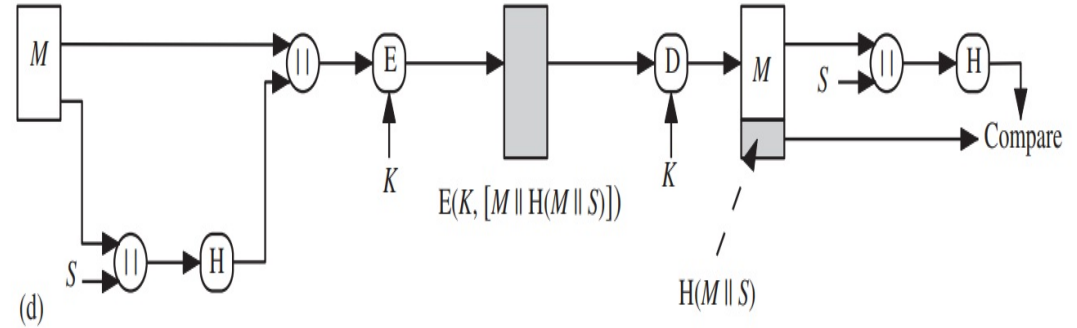 M
||
E
D
M
S
||
H
Compare
K
K
E(K, [M || H(M || S)])
S
||
H
H(M || S)
(d)